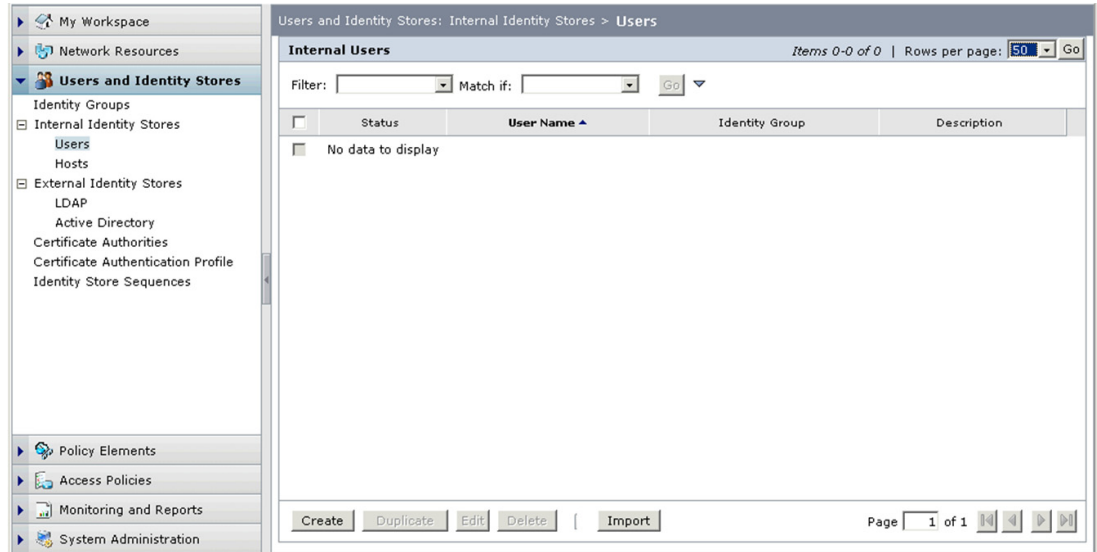 My Workspace
Network Resources
Users and Identity Stores
Identity Groups
Internal Identity Stores
Users
Hosts
External Identity Stores
LDAP
Active Directory
Certificate Authorities
Certificate Authentication Profile
Identity Store Sequences
Policy Elements
Access Policies
Monitoring and Reports
System Administration
Users and Identity Stores: Internal Identity Stores > Users
Internal Users Items 0-0 of 0 | Rows per page: 50 Go
Filter: Match if: Go
Status User Name Identity Group Description
No data to display
Create Duplicate Edit Delete | Import Page 1 of 1